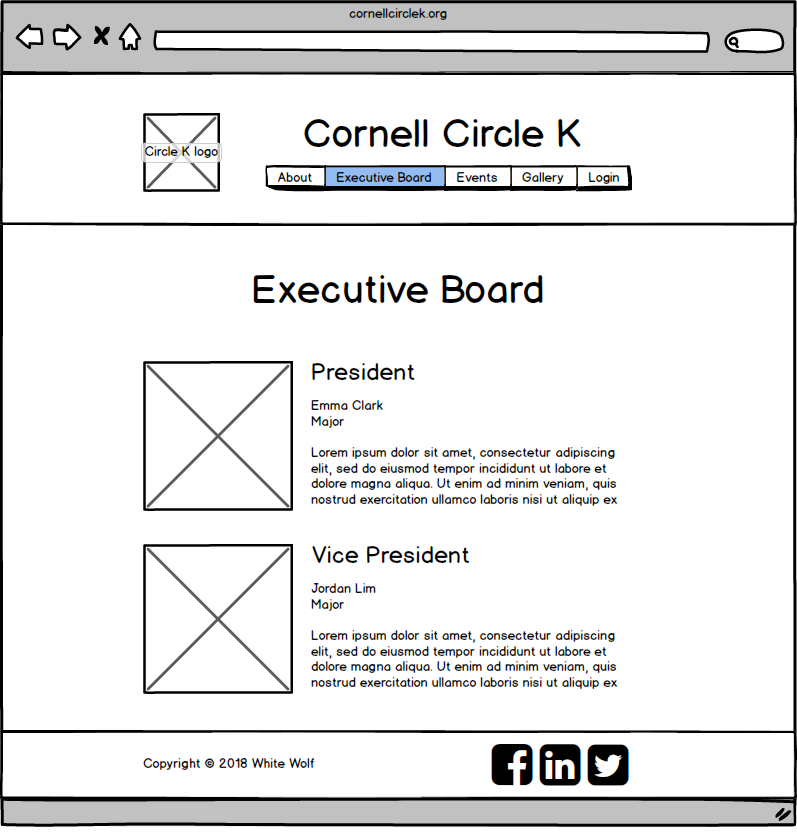 cornellcirclek.org
Circle K logo
Cornell Circle K
About Executive Board Events Gallery Login
Executive Board
President
Emma Clark
Major
Lorem ipsum dolor sit amet, consectetur adipiscing
elit, sed do eiusmod tempor incididunt ut labore et
dolore magna aliqua. Ut enim ad minim veniam, quis
nostrud exercitation ullamco laboris nisi ut aliquip ex
Vice President
Jordan Lim
Major
Lorem ipsum dolor sit amet, consectetur adipiscing
elit, sed do eiusmod tempor incididunt ut labore et
dolore magna aliqua. Ut enim ad minim veniam, quis
nostrud exercitation ullamco laboris nisi ut aliquip ex
Copyright © 2018 White Wolf
f in